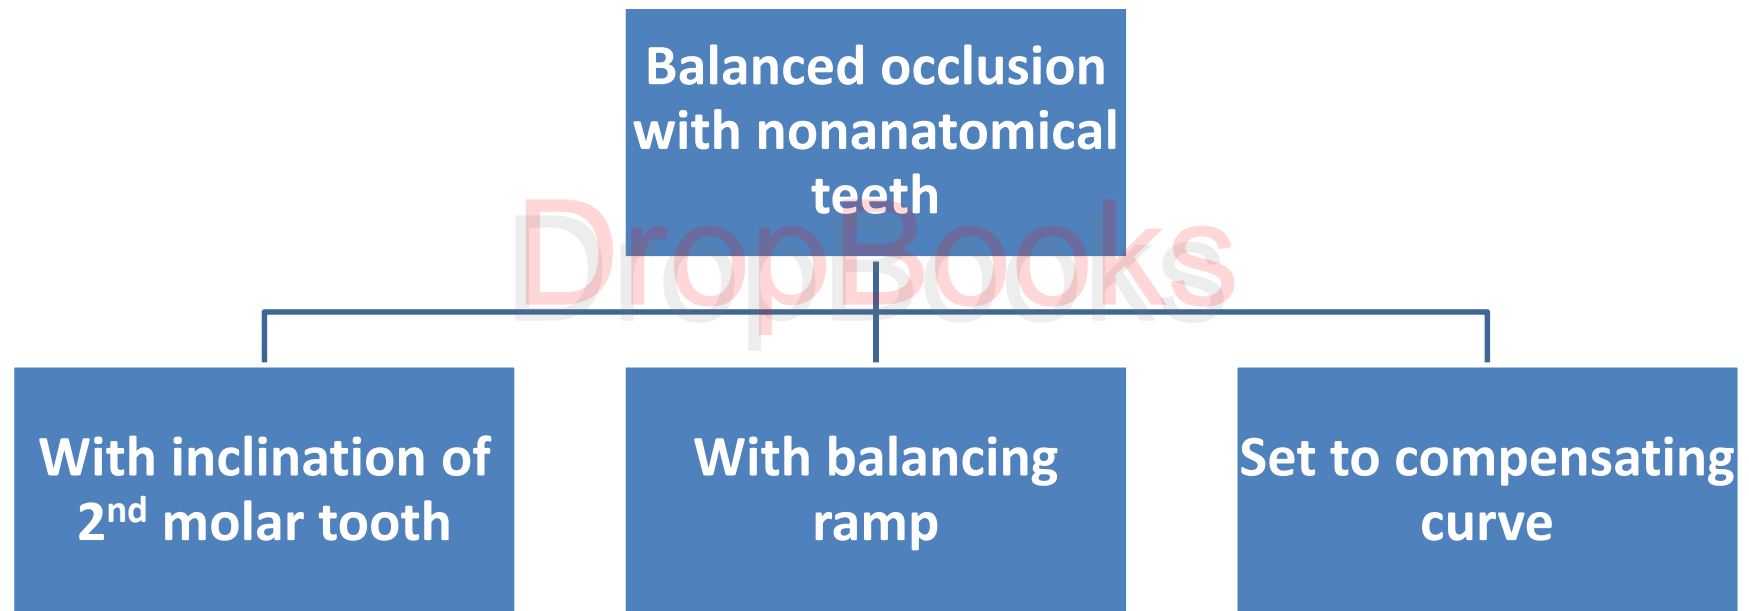 Balanced occlusion
with nonanatomical
teeth
DropBooks
With inclination of
2nd molar tooth
With balancing
ramp
Set to compensating
curve